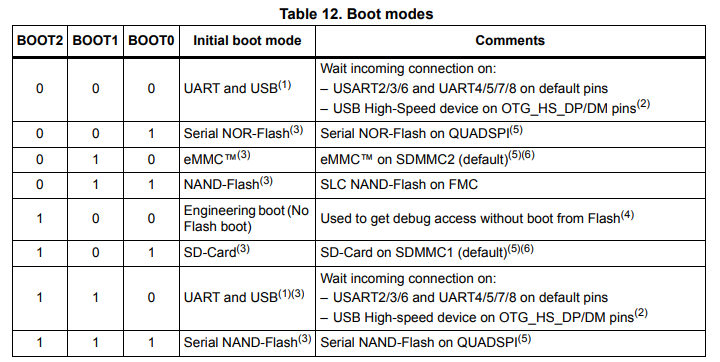 Table 12. Boot modes
BOOT2 BOOT1 BOOT0 Initial boot mode Comments
0 0 0 UART and USB(1) Wait incoming connection on:
– USART2/3/6 and UART4/5/7/8 on default pins
– USB High-Speed device on OTG_HS_DP/DM pins(2)
0 0 1 Serial NOR-Flash(3) Serial NOR-Flash on QUADSPI(5)
0 1 0 eMMC™(3) eMMC™ on SDMMC2 (default)(5)(6)
0 1 1 NAND-Flash(3) SLC NAND-Flash on FMC
1 0 0 Engineering boot (No
Flash boot) Used to get debug access without boot from Flash(4)
1 0 1 SD-Card(3) SD-Card on SDMMC1 (default)(5)(6)
1 1 0 UART and USB(1)(3) Wait incoming connection on:
– USART2/3/6 and UART4/5/7/8 on default pins
– USB High-speed device on OTG_HS_DP/DM pins(2)
1 1 1 Serial NAND-Flash(3) Serial NAND-Flash on QUADSPI(5)